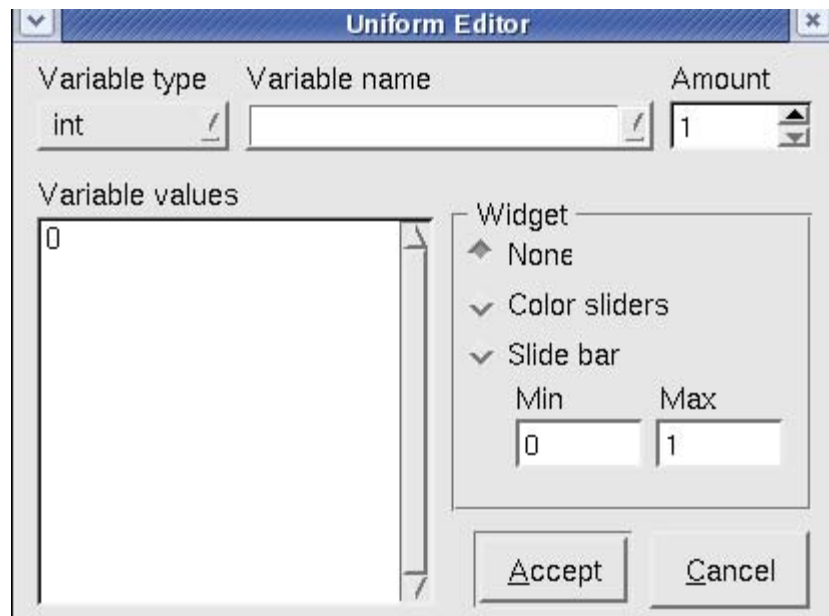 Uniform Editor
Variable type
Variable name
Amount
int
1
Variable values
0
Widget
None
Color sliders
Slide bar
Min
Max
0
1
Accept
Cancel